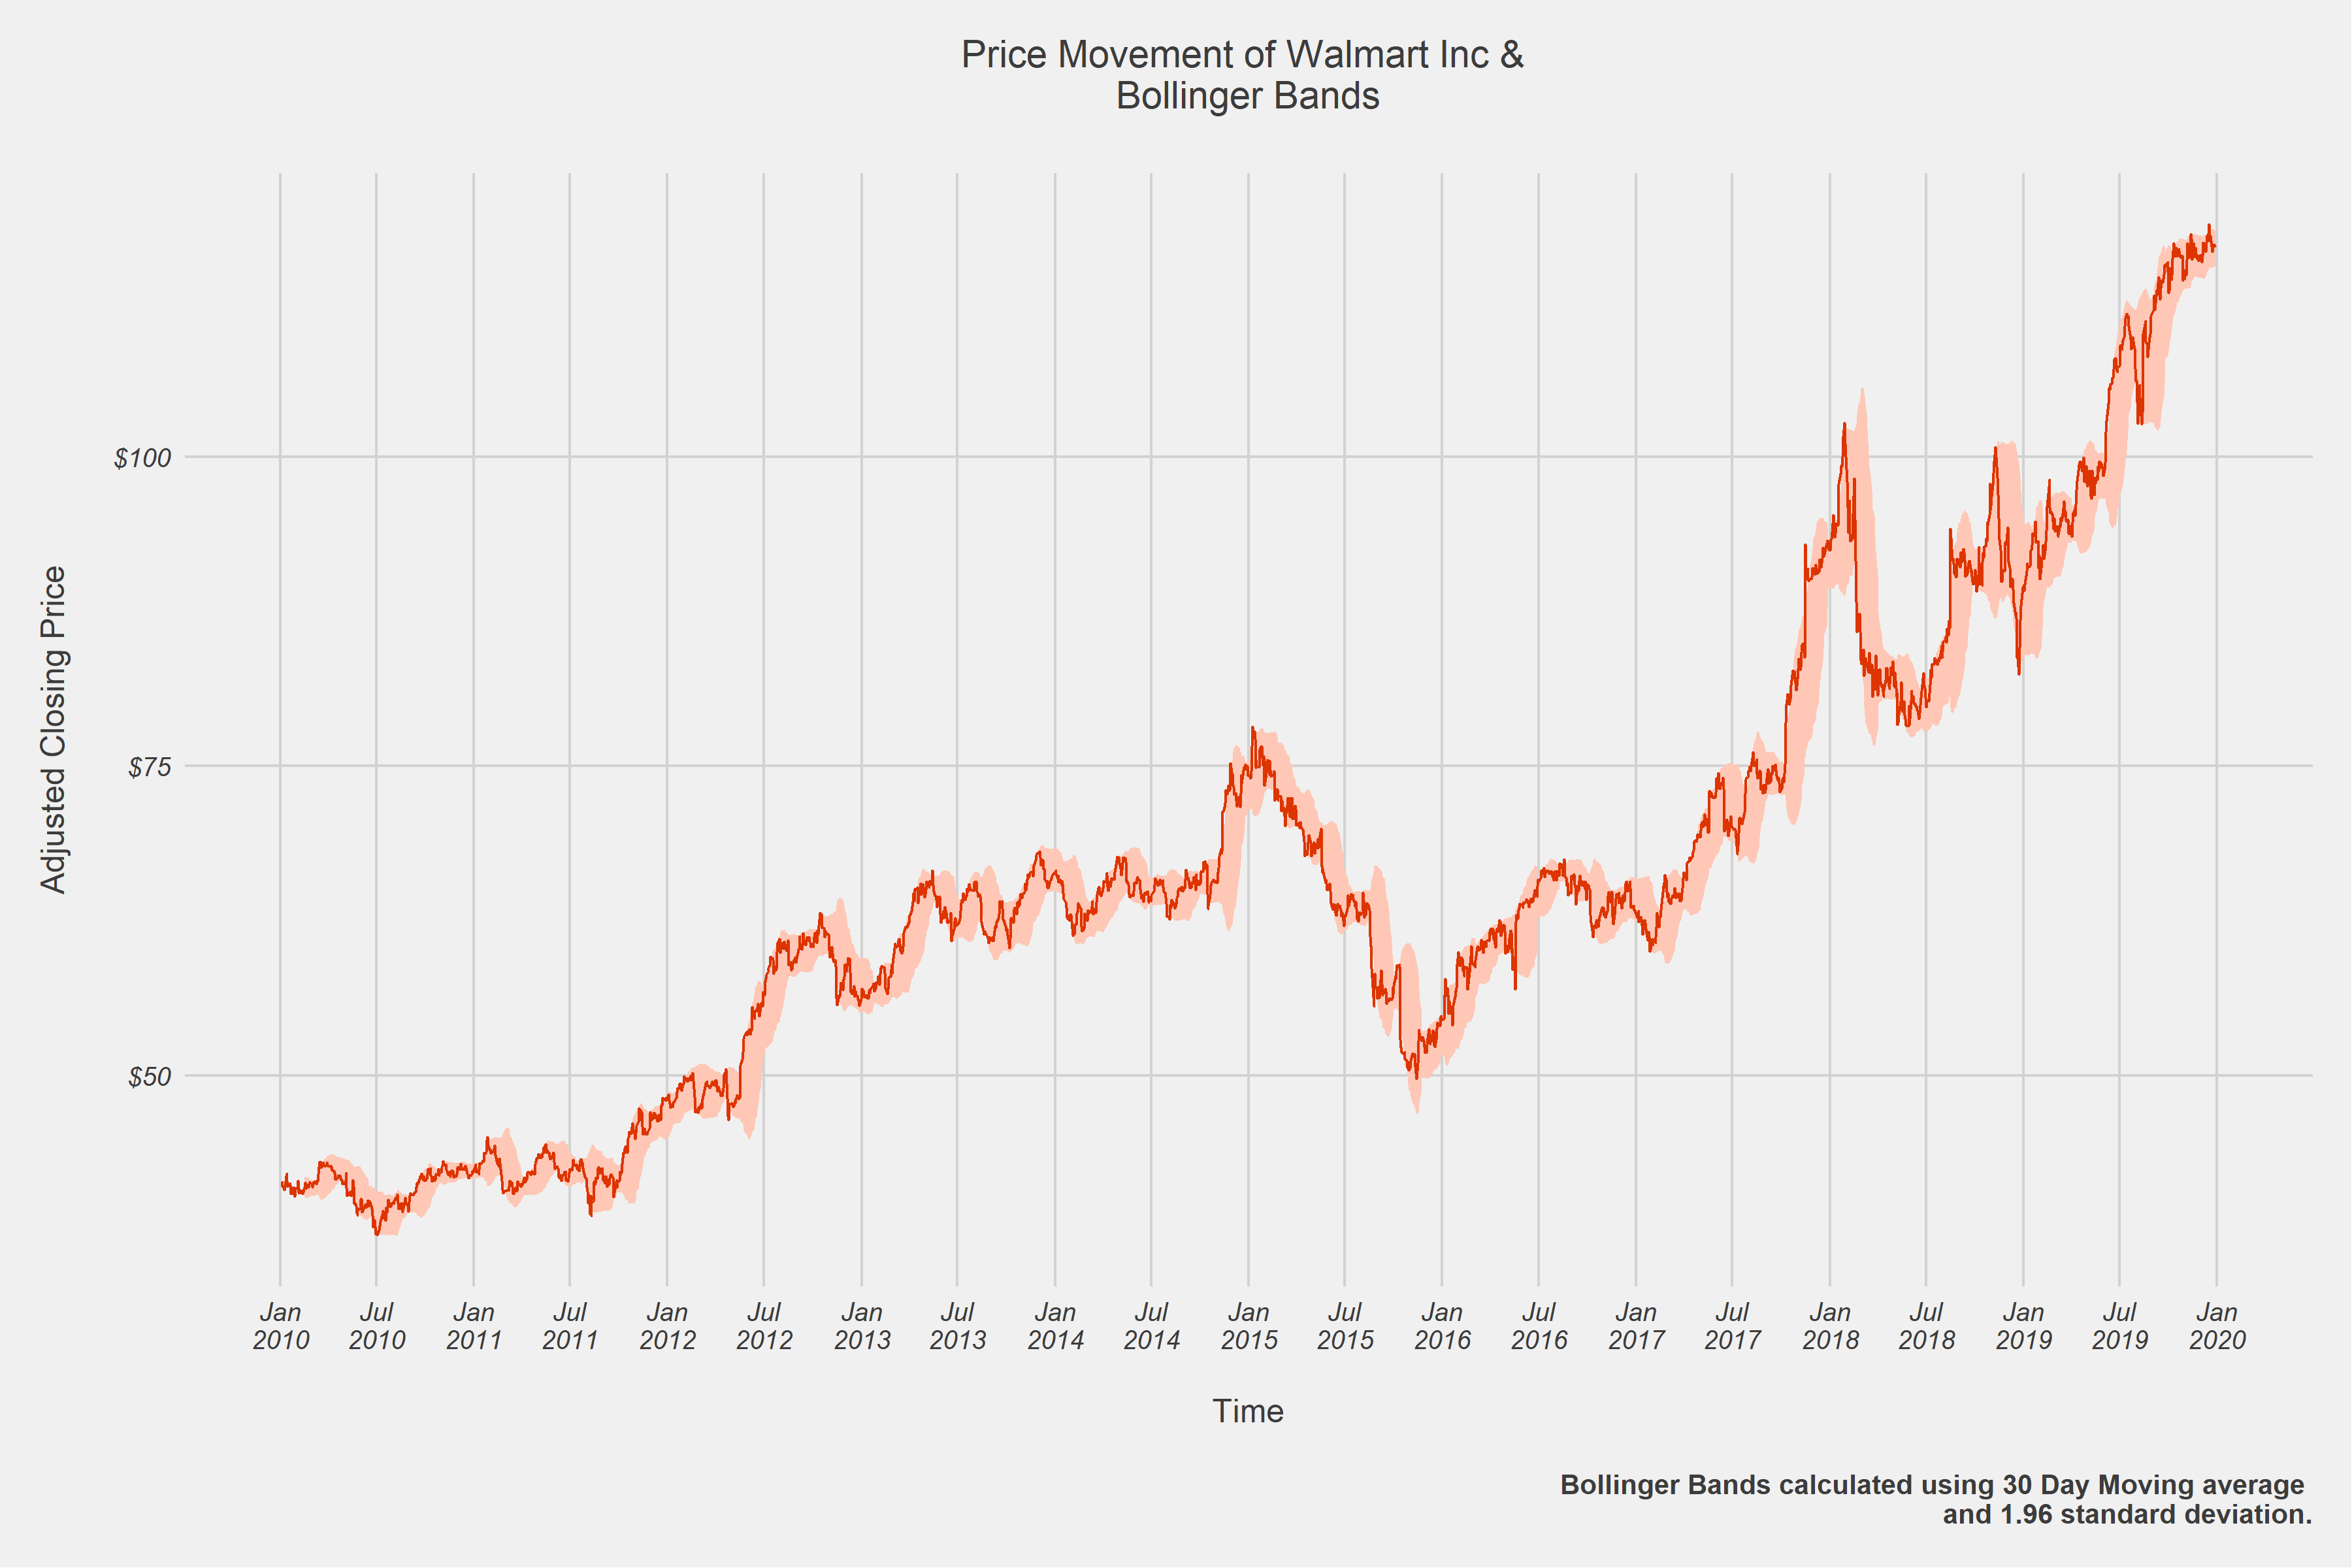 Price Movement of Walmart Inc &
Bollinger Bands
Adjusted Closing Price
$100
$75
$50
Jan Jul Jan Jul Jan Jul Jan Jul Jan Jul Jan Jul Jan Jul Jan Jul Jan Jul Jan Jul Jan
2010 2010 2011 2011 2012 2012 2013 2013 2014 2014 2015 2015 2016 2016 2017 2017 2018 2018 2019 2019 2020
Time
Bollinger Bands calculated using 30 Day Moving average
and 1.96 standard deviation.